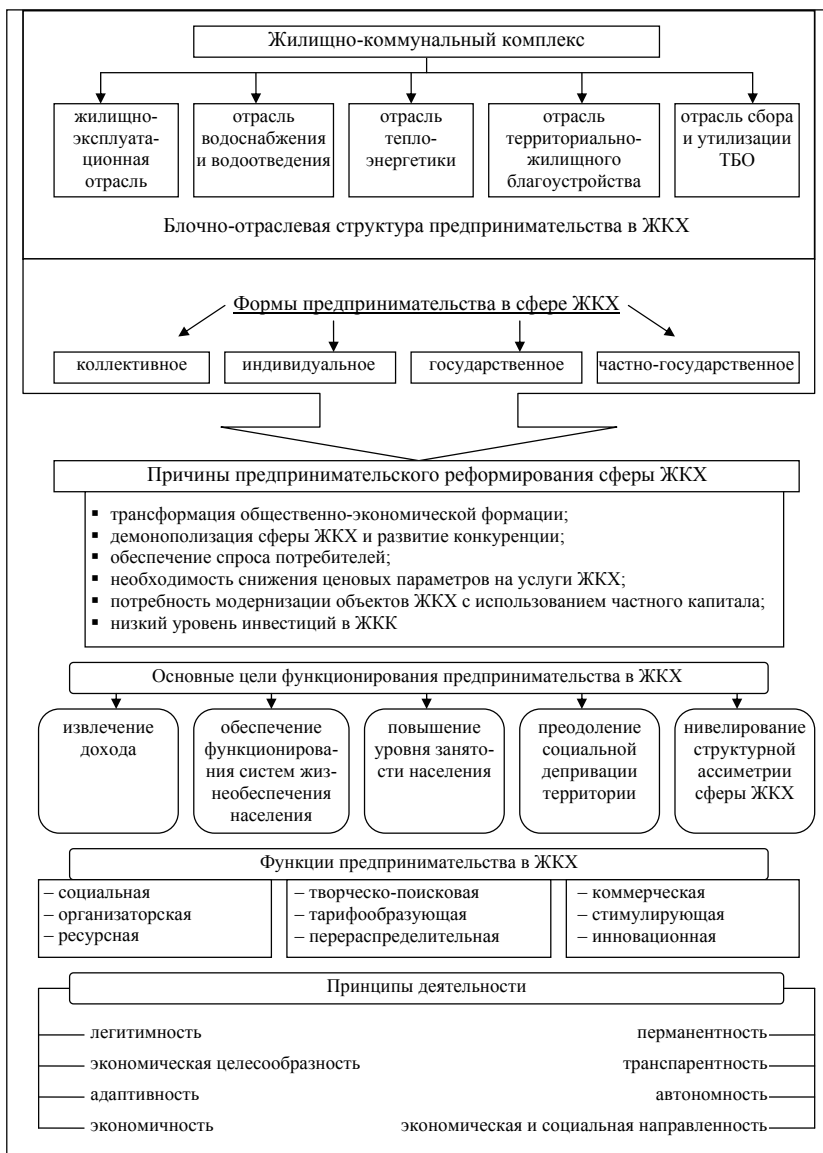 Жилищно-коммунальный комплекс
жилищно-
эксплуата-
ционная
отрасль
отрасль
водоснабжения
и водоотведения
отрасль
тепло-
энергетики
отрасль
территориально-
жилищного
благоустройства
отрасль сбора
и утилизации
ТБО
Блочно-отраслевая структура предпринимательства в ЖКХ
Формы предпринимательства в сфере ЖКХ
коллективное
индивидуальное
государственное
частно-государственное
Причины предпринимательского реформирования сферы ЖКХ
▪ трансформация общественно-экономической формации;
▪ демонополизация сферы ЖКХ и развитие конкуренции;
▪ обеспечение спроса потребителей;
▪ необходимость снижения ценовых параметров на услуги ЖКХ;
▪ потребность модернизации объектов ЖКХ с использованием частного капитала;
▪ низкий уровень инвестиций в ЖКК
Основные цели функционирования предпринимательства в ЖКХ
извлечение
дохода
обеспечение
функционирова-
ния систем жиз-
необеспечения
населения
повышение
уровня занято-
сти населения
преодоление
социальной
депривации
территории
нивелирование
структурной
ассиметрии
сферы ЖКХ
Функции предпринимательства в ЖКХ
– социальная
– организаторская
– ресурсная
– творческо-поисковая
– тарифообразующая
– перераспределительная
– коммерческая
– стимулирующая
– инновационная
Принципы деятельности
легитимность
экономическая целесообразность
адаптивность
экономичность
перманентность
транспарентность
автономность
экономическая и социальная направленность